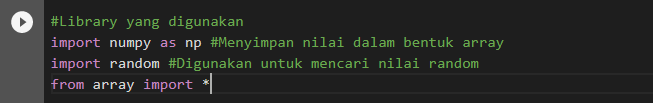 #Library yang digunakan
import numpy as np #Menyimpan nilai dalam bentuk array
import random #Digunakan untuk mencari nilai random
from array import *